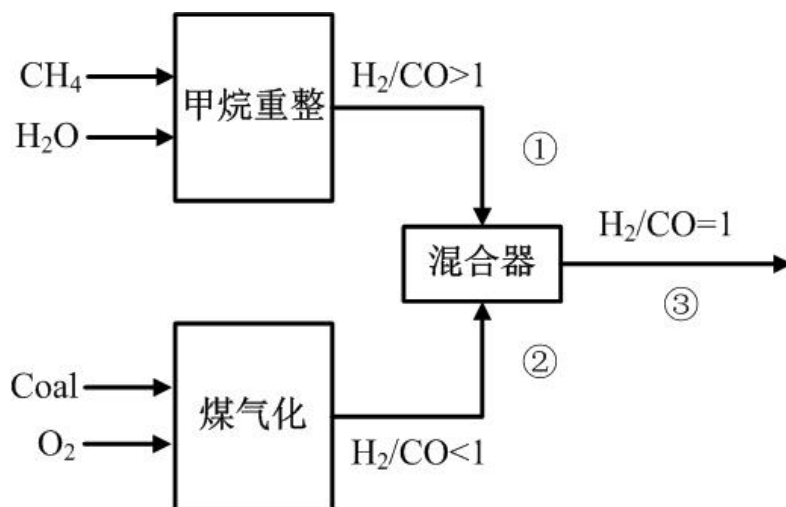 CH₄
H₂O
甲烷重整
H₂/CO>1
①
混合器
H₂/CO=1
③
②
Coal
O₂
煤气化
H₂/CO<1